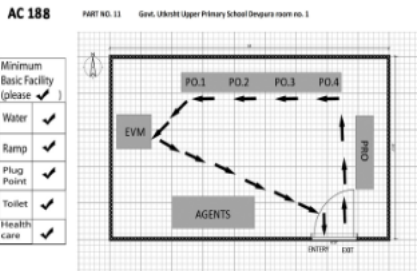 AC 188
PART NO. 11 Govt. Utkrsht Upper Primary School Devpura room no. 1
Minimum
Basic Facility
(please ✔ )
Water ✔
Ramp ✔
Plug
Point ✔
Toilet ✔
Health
care ✔
PO.1 PO.2 PO.3 PO.4
EVM
PRO
AGENTS
ENTERY EXIT